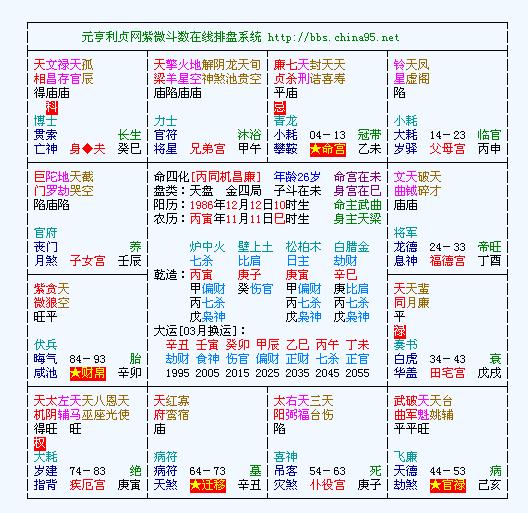 元亨利贞网紫微斗数在线排盘系统 http://bbs.china95.net
天文禄天孤
相昌存官辰
得庙庙
科
博士
贯索 长生
亡神 身◆夫 癸巳
天擎火地解阴龙天旬
梁羊星空神煞池贵空
庙陷庙庙
力士
官符 沐浴
将星 兄弟宫 甲午
廉七天封天天
贞杀刑诰喜寿
平庙
忌
青龙
小耗 04-13 冠带
攀鞍 ★命宫 乙未
铃天凤
星虚阁
陷
小耗
大耗 14-23 临官
岁驿 父母宫 丙申
巨陀地天截
门罗劫哭空
陷庙陷
官府
丧门 养
月煞 子女宫 壬辰
命四化[丙同机昌廉] 年龄26岁 命宫在未
盘类：天盘 金四局 子斗在未 身宫在巳
阳历：1986年12月12日10时生 命主武曲
农历：丙寅年11月11日巳时生 身主天梁
炉中火 壁上土 松柏木 白腊金
七杀 比肩 日主 劫财
乾造：丙寅 庚子 庚寅 辛巳
甲偏财 癸伤官 甲偏财 庚比肩
丙七杀 丙七杀 丙七杀
戊枭神 戊枭神 戊枭神
大运[03月换运]：
辛丑 壬寅 癸卯 甲辰 乙巳 丙午 丁未
劫财 食神 伤官 偏财 正财 七杀 正官
1995 2005 2015 2025 2035 2045 2055
文天破天
曲钺碎才
庙庙
将军
龙德 24-33 帝旺
息神 福德宫 丁酉
紫贪天
微狼空
旺平
伏兵
晦气 84-93 胎
咸池 ★财帛 辛卯
天天蜚
同月廉
平
禄
奏书
白虎 34-43 衰
华盖 田宅宫 戊戌
天太左天天八恩天
机阴辅马巫座光使
得旺 旺
权
大耗
岁建 74-83 绝
指背 疾厄宫 庚寅
天红寡
府鸾宿
庙
病符
病符 64-73 墓
天煞 ★迁移 辛丑
太右天三天
阳弼福台伤
陷
喜神
吊客 54-63 死
灾煞 仆役宫 庚子
武破天天台
曲军魁姚辅
平平旺
飞廉
天德 44-53 病
劫煞 ★官禄 己亥